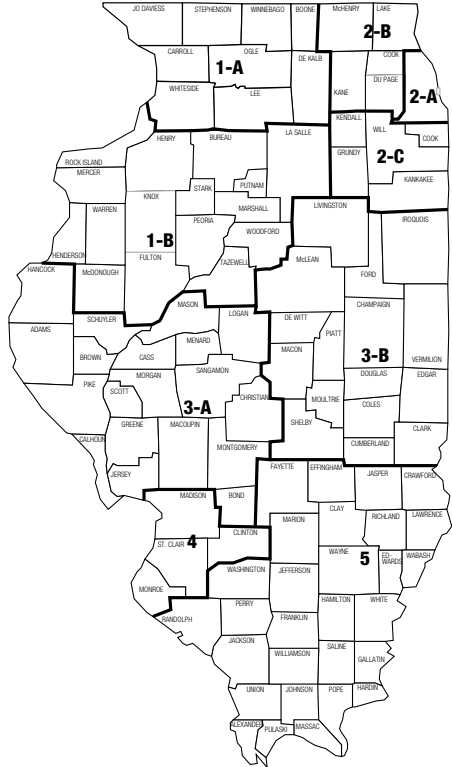 JO DAVIESS
STEPHENSON
WINNEBAGO
BOONE
McHENRY
LAKE
2-B
CARROLL
OGLE
1-A
DE KALB
COOK
KANE
DU PAGE
2-A
WHITESIDE
LEE
KENDALL
WILL
COOK
2-C
HENRY
BUREAU
LA SALLE
GRUNDY
KANKAKEE
ROCK ISLAND
MERCER
KNOX
STARK
PUTNAM
MARSHALL
LIVINGSTON
IROQUOIS
WARREN
PEORIA
WOODFORD
1-B
HENDERSON
FULTON
TAZEWELL
McLEAN
FORD
HANCOCK
McDONOUGH
MASON
LOGAN
CHAMPAIGN
ADAMS
SCHUYLER
DE WITT
PIATT
MENARD
MACON
3-B
VERMILION
BROWN
CASS
SANGAMON
DOUGLAS
EDGAR
PIKE
MORGAN
SCOTT
3-A
CHRISTIAN
MOULTRIE
COLES
GREENE
MACOUPIN
SHELBY
CLARK
CALHOUN
MONTGOMERY
CUMBERLAND
JERSEY
FAYETTE
EFFINGHAM
JASPER
CRAWFORD
MADISON
BOND
CLAY
RICHLAND
LAWRENCE
MARION
CLINTON
ST. CLAIR
4
WAYNE
5
ED-
WARDS
WABASH
WASHINGTON
JEFFERSON
MONROE
PERRY
HAMILTON
WHITE
RANDOLPH
FRANKLIN
JACKSON
SALINE
GALLATIN
WILLIAMSON
UNION
JOHNSON
POPE
HARDIN
ALEXANDER
PULASKI
MASSAC